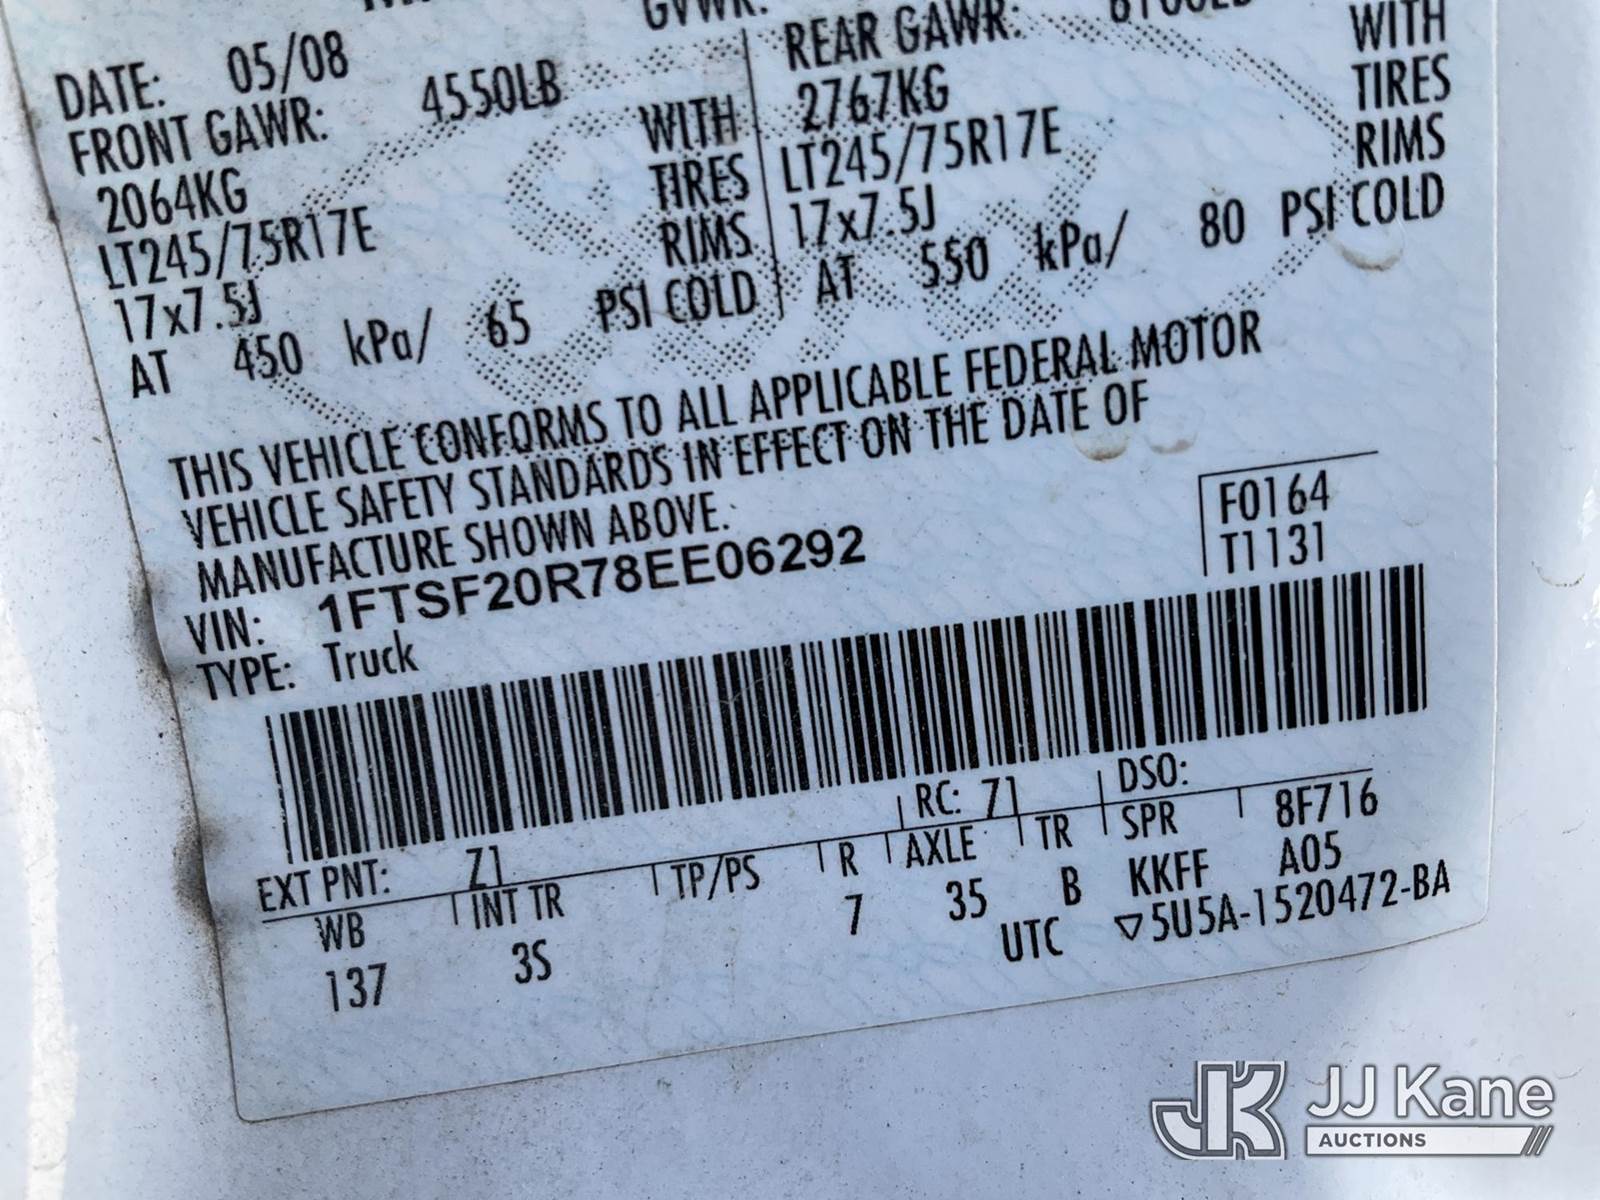 GVWR:
DATE: 05/08
FRONT GAWR: 4550LB
2064KG WITH
LT245/75R17E TIRES
17x7.5J RIMS
AT 450 kPa/ 65 PSI COLD
REAR GAWR:
2767KG WITH
LT245/75R17E TIRES
17x7.5J RIMS
AT 550 kPa/ 80 PSI COLD
THIS VEHICLE CONFORMS TO ALL APPLICABLE FEDERAL MOTOR
VEHICLE SAFETY STANDARDS IN EFFECT ON THE DATE OF
MANUFACTURE SHOWN ABOVE.
VIN: 1FTSF20R78EE06292
TYPE: Truck
F0164
T1131
EXT PNT: Z1 RC: Z1 DSO:
WB INT TR TP/PS R AXLE TR SPR 8F716
137 3S 7 35 B KKFF A05
UTC ▽5U5A-1520472-BA
JK JJ Kane
AUCTIONS